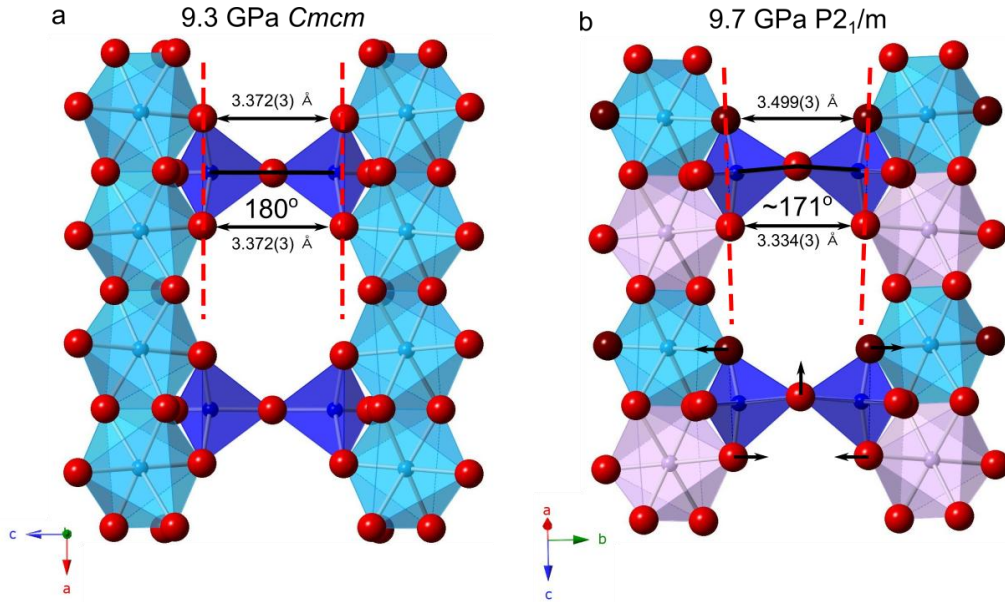 a
9.3 GPa Cmcm
3.372(3) Å
180°
3.372(3) Å
c
a
b
9.7 GPa P2₁/m
3.499(3) Å
~171°
3.334(3) Å
a
b
c